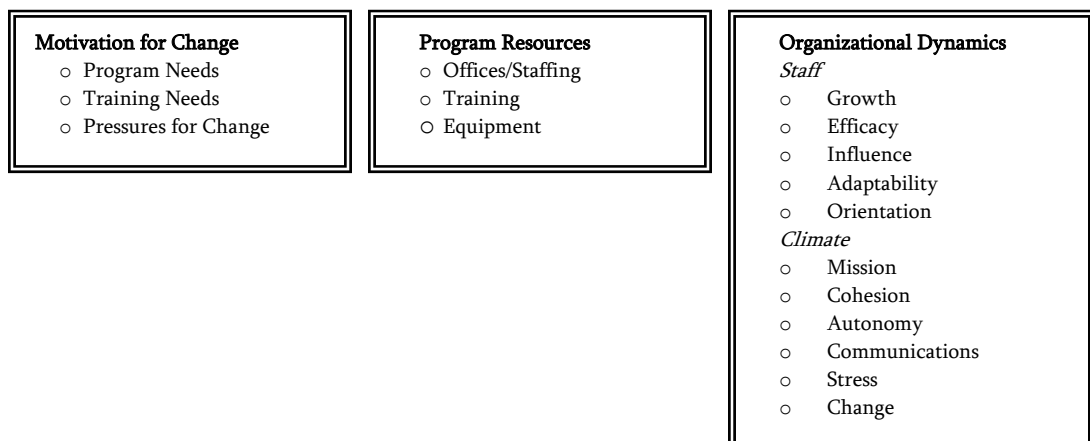 Motivation for Change
○ Program Needs
○ Training Needs
○ Pressures for Change
Program Resources
○ Offices/Staffing
○ Training
○ Equipment
Organizational Dynamics
Staff
○ Growth
○ Efficacy
○ Influence
○ Adaptability
○ Orientation
Climate
○ Mission
○ Cohesion
○ Autonomy
○ Communications
○ Stress
○ Change